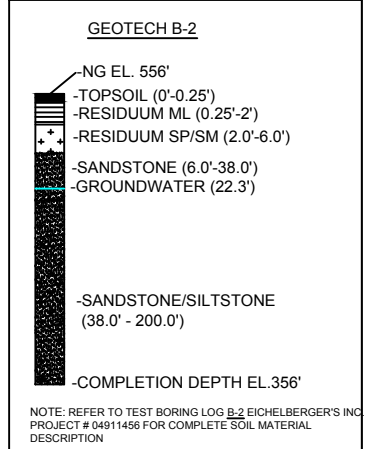 GEOTECH B-2
-NG EL. 556'
-TOPSOIL (0'-0.25')
-RESIDUUM ML (0.25'-2')
-RESIDUUM SP/SM (2.0'-6.0')
-SANDSTONE (6.0'-38.0')
-GROUNDWATER (22.3')
-SANDSTONE/SILTSTONE
(38.0' - 200.0')
-COMPLETION DEPTH EL.356'
NOTE: REFER TO TEST BORING LOG B-2 EICHELBERGER'S INC.
PROJECT # 04911456 FOR COMPLETE SOIL MATERIAL
DESCRIPTION